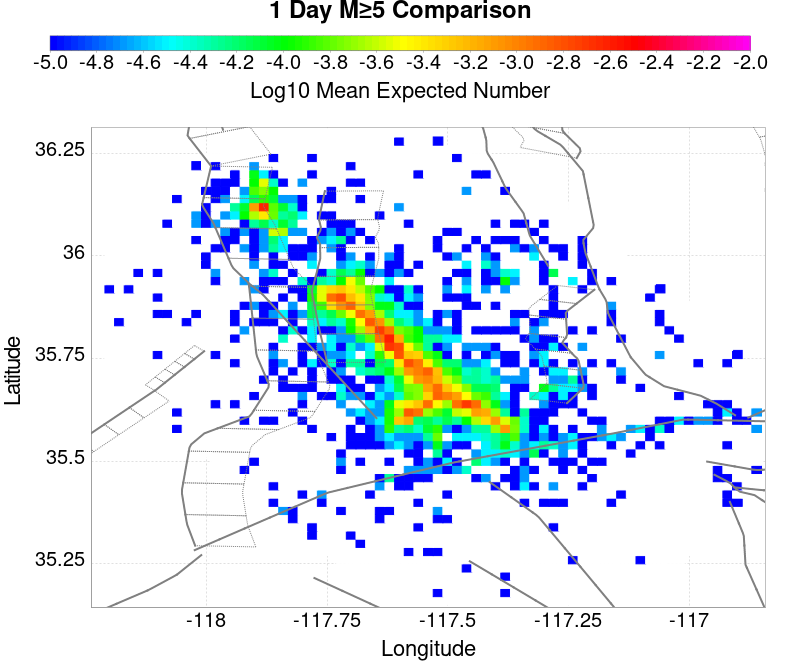 1 Day M≥5 Comparison
-5.0 -4.8 -4.6 -4.4 -4.2 -4.0 -3.8 -3.6 -3.4 -3.2 -3.0 -2.8 -2.6 -2.4 -2.2 -2.0
Log10 Mean Expected Number
36.25
36
35.75
35.5
35.25
Latitude
-118 -117.75 -117.5 -117.25 -117
Longitude